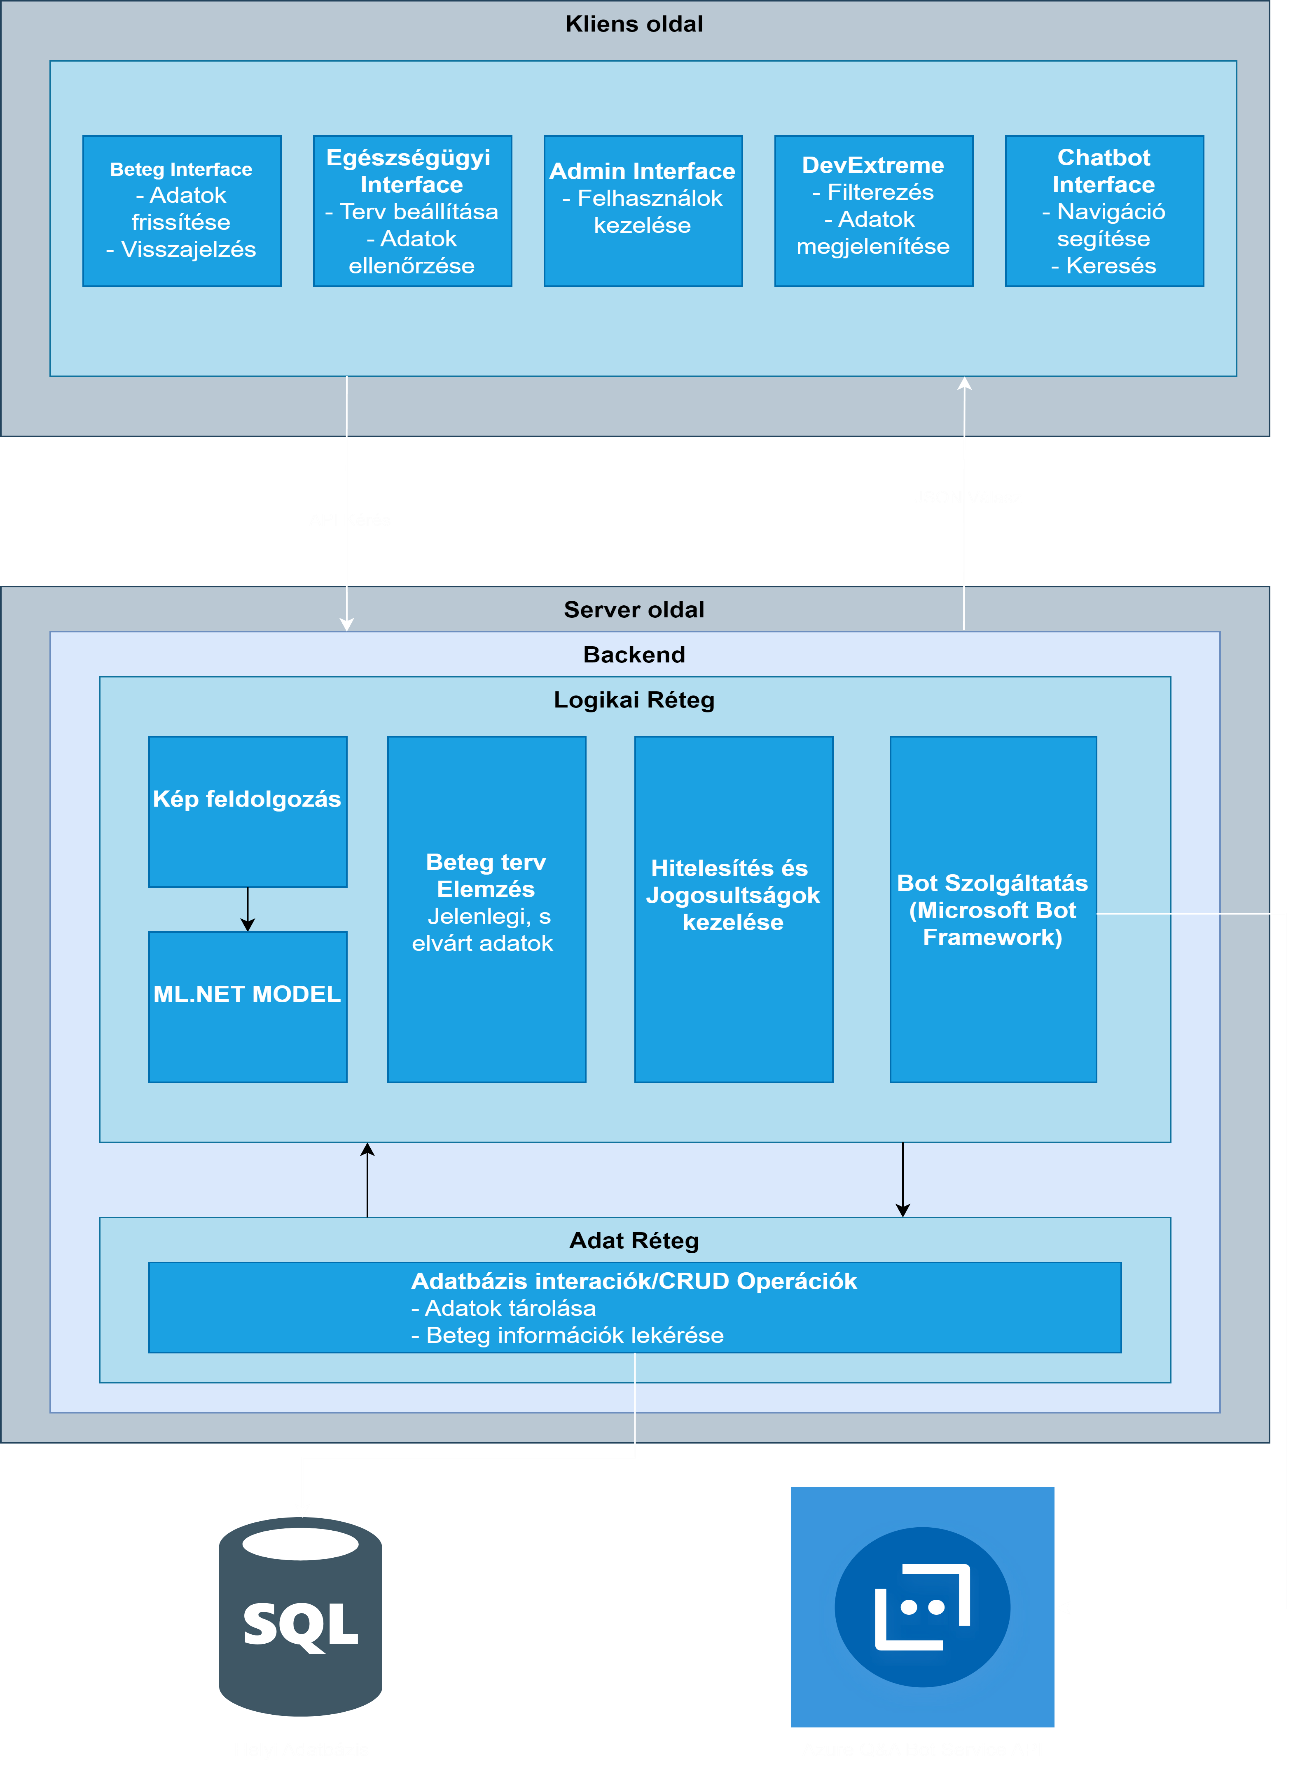 Kliens oldal
Beteg Interface
- Adatok
frissítése
- Visszajelzés
Egészségügyi
Interface
- Terv beállítása
- Adatok
ellenőrzése
Admin Interface
- Felhasználok
kezelése
DevExtreme
- Filterezés
- Adatok
megjelenítése
Chatbot
Interface
- Navigáció
segítése
- Keresés
Server oldal
Backend
Logikai Réteg
Kép feldolgozás
ML.NET MODEL
Beteg terv
Elemzés
Jelenlegi, s
elvárt adatok
Hitelesítés és
Jogosultságok
kezelése
Bot Szolgáltatás
(Microsoft Bot
Framework)
Adat Réteg
Adatbázis interaciók/CRUD Operációk
- Adatok tárolása
- Beteg információk lekérése
SQL